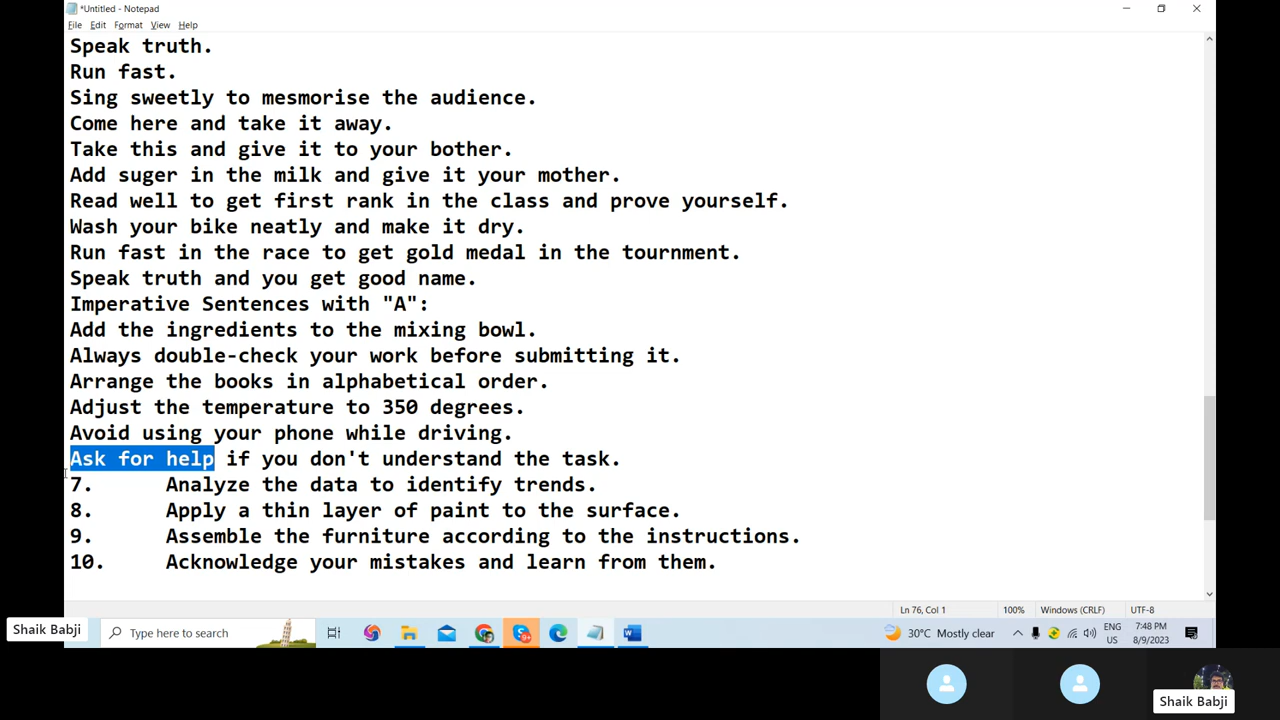 *Untitled - Notepad
File Edit Format View Help
Speak truth.
Run fast.
Sing sweetly to mesmorise the audience.
Come here and take it away.
Take this and give it to your bother.
Add suger in the milk and give it your mother.
Read well to get first rank in the class and prove yourself.
Wash your bike neatly and make it dry.
Run fast in the race to get gold medal in the tournment.
Speak truth and you get good name.
Imperative Sentences with "A":
Add the ingredients to the mixing bowl.
Always double-check your work before submitting it.
Arrange the books in alphabetical order.
Adjust the temperature to 350 degrees.
Avoid using your phone while driving.
Ask for help if you don't understand the task.
7. Analyze the data to identify trends.
8. Apply a thin layer of paint to the surface.
9. Assemble the furniture according to the instructions.
10. Acknowledge your mistakes and learn from them.
Ln 76, Col 1 100% Windows (CRLF) UTF-8
Shaik Babji
Type here to search
30°C Mostly clear
ENG
US
7:48 PM
8/9/2023
Shaik Babji